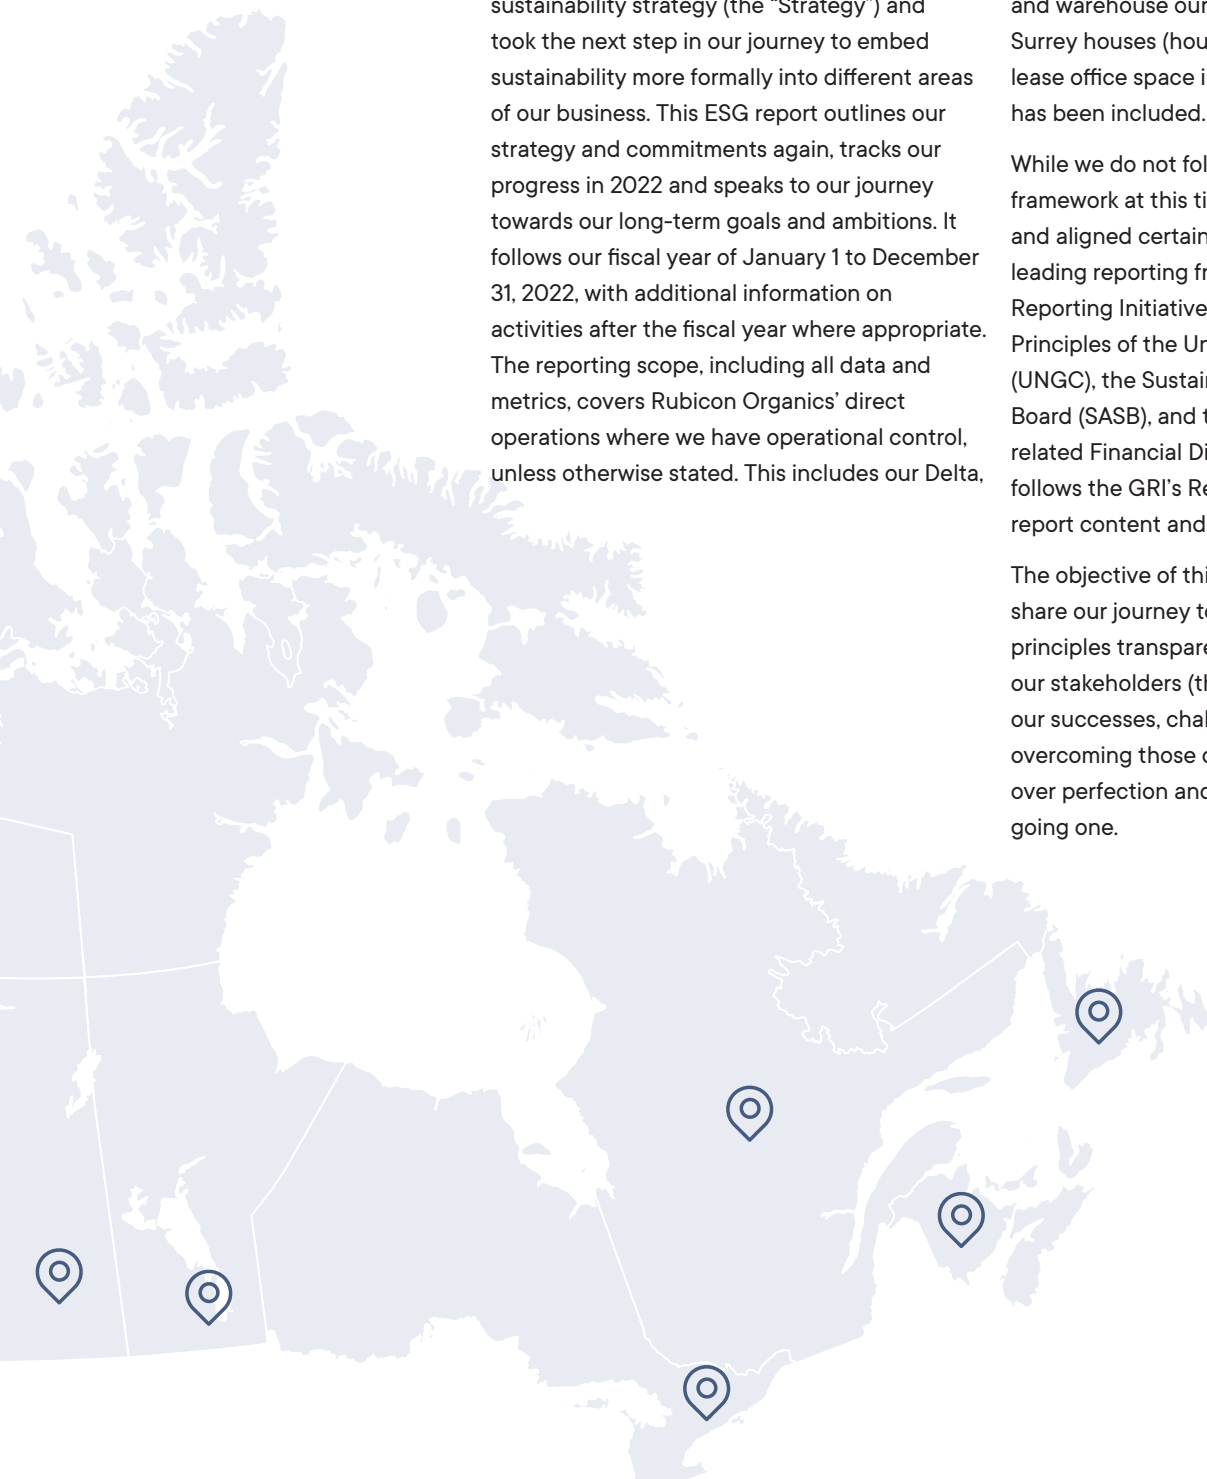 sustainability strategy (the “Strategy”) and
took the next step in our journey to embed
sustainability more formally into different areas
of our business. This ESG report outlines our
strategy and commitments again, tracks our
progress in 2022 and speaks to our journey
towards our long-term goals and ambitions. It
follows our fiscal year of January 1 to December
31, 2022, with additional information on
activities after the fiscal year where appropriate.
The reporting scope, including all data and
metrics, covers Rubicon Organics’ direct
operations where we have operational control,
unless otherwise stated. This includes our Delta,
and warehouse our
Surrey houses (hou
lease office space i
has been included.
While we do not fol
framework at this ti
and aligned certain
leading reporting fr
Reporting Initiative
Principles of the Un
(UNGC), the Sustai
Board (SASB), and t
related Financial Di
follows the GRI’s Re
report content and
The objective of thi
share our journey to
principles transpare
our stakeholders (th
our successes, chal
overcoming those c
over perfection and
going one.